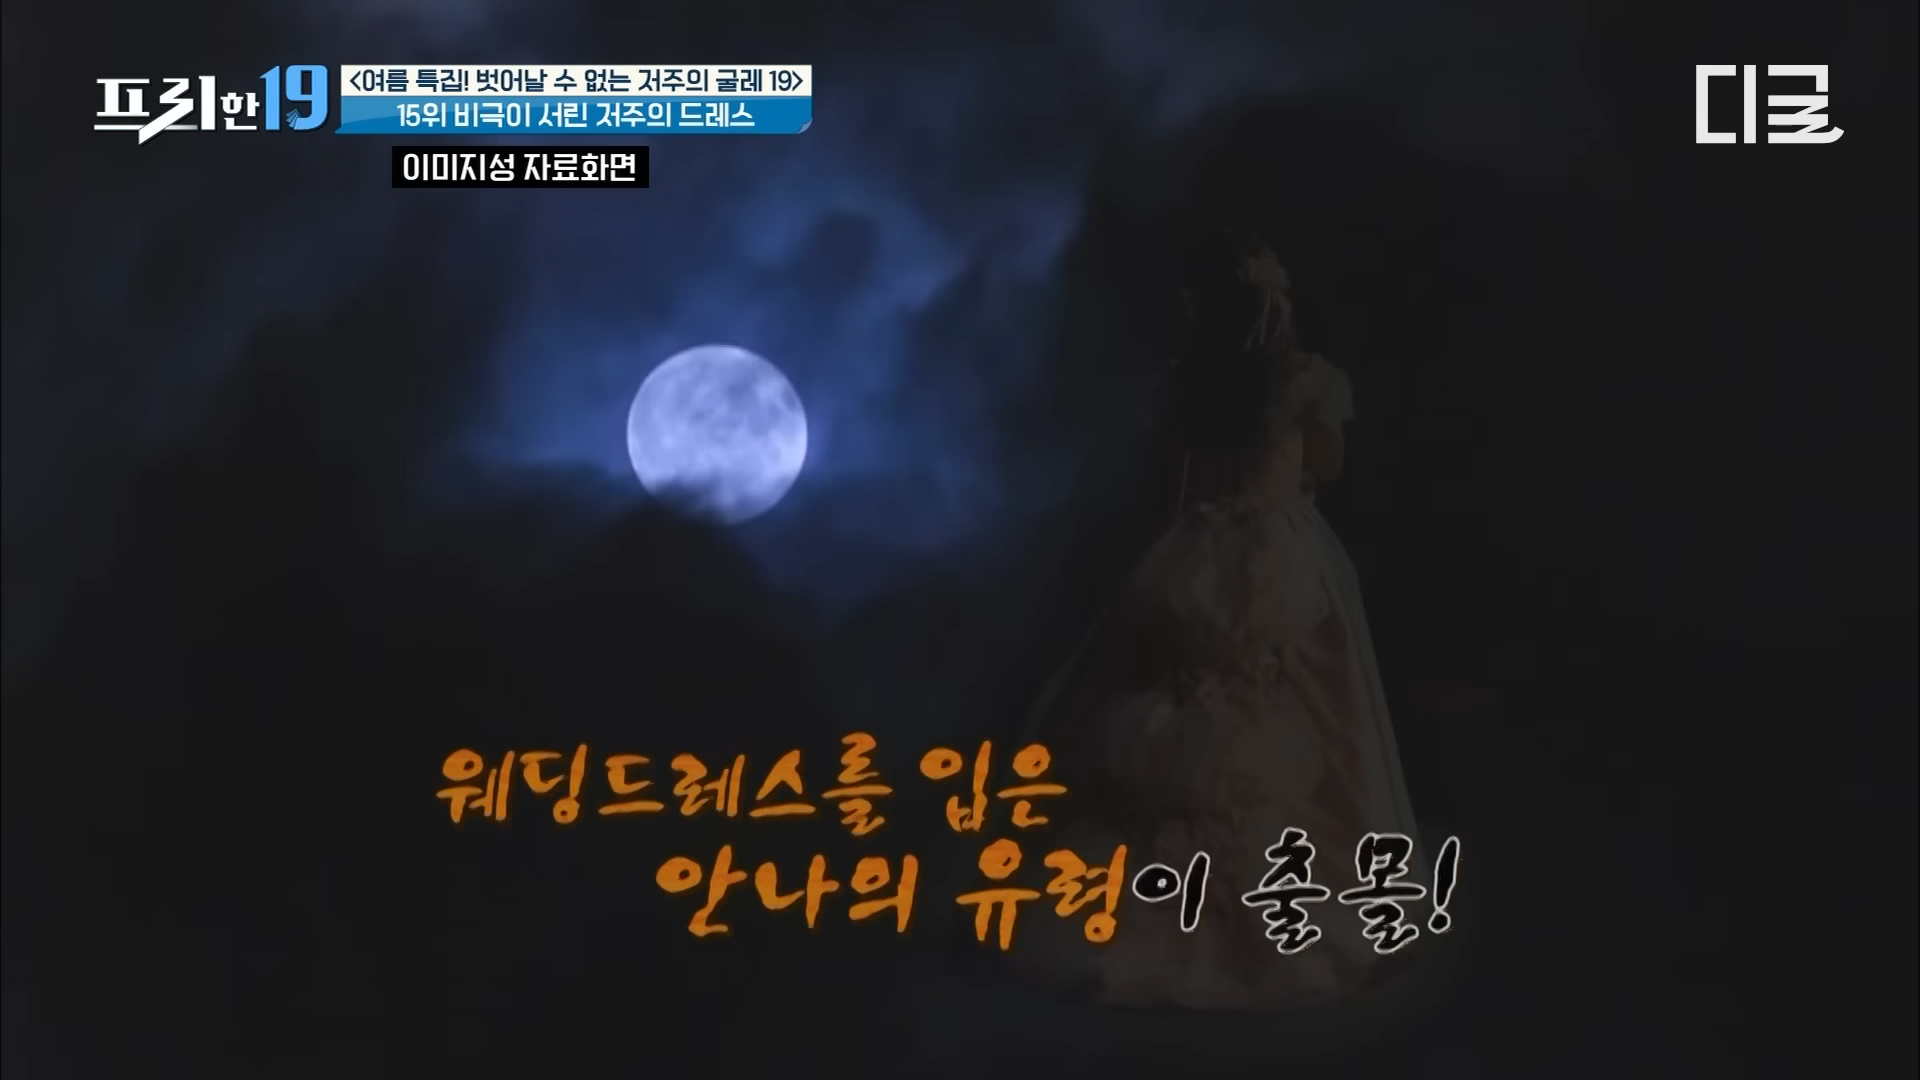 프리한19
<여름 특집! 벗어날 수 없는 저주의 굴레 19>
15위 비극이 서린 저주의 드레스
이미지성 자료화면
디글
웨딩드레스를 입은
안나의 유령이 출몰!